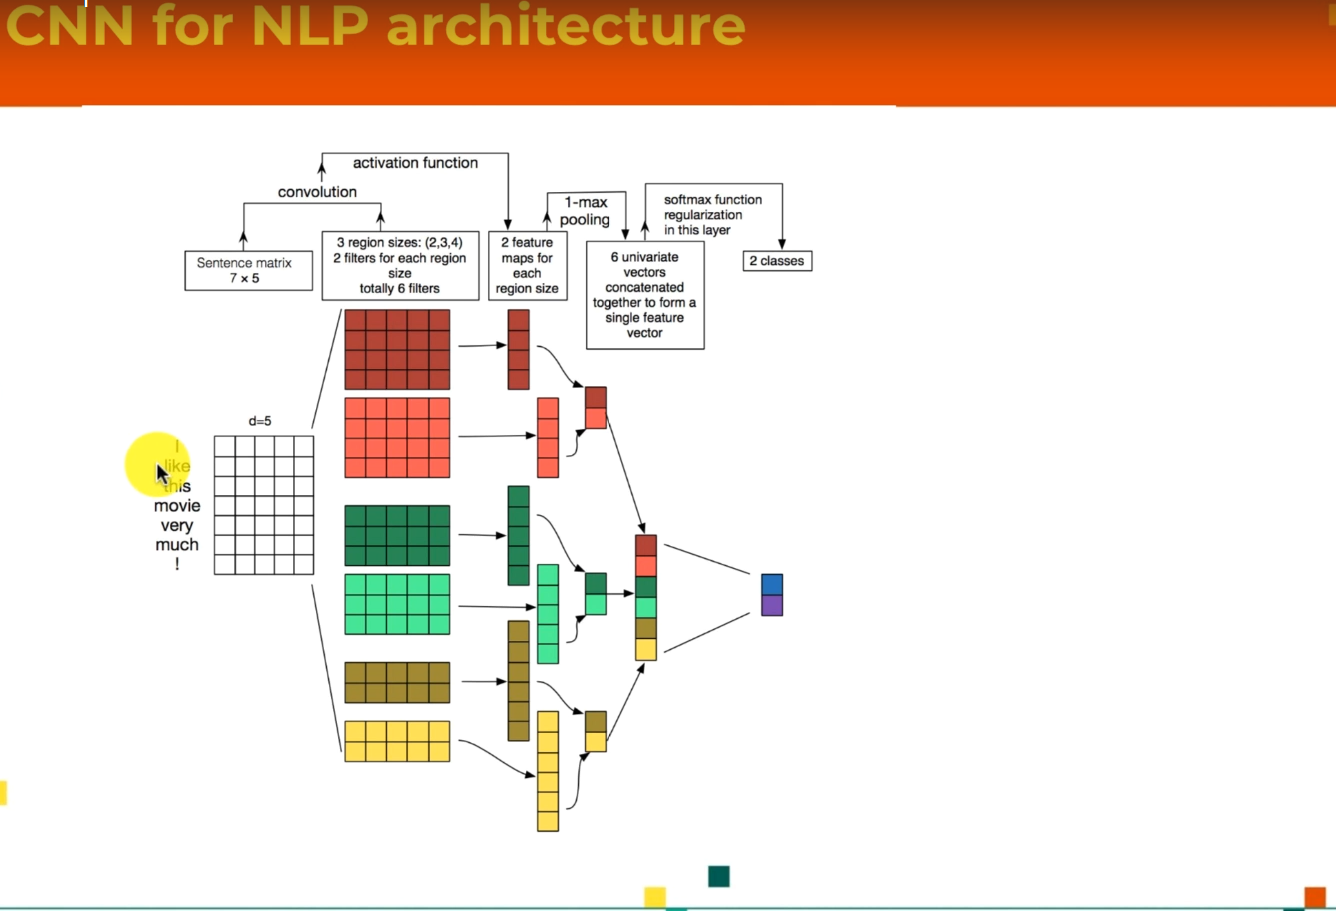 CNN for NLP architecture
activation function
convolution
1-max
pooling
softmax function
regularization
in this layer
Sentence matrix
7 × 5
3 region sizes: (2,3,4)
2 filters for each region
size
totally 6 filters
2 feature
maps for
each
region size
6 univariate
vectors
concatenated
together to form a
single feature
vector
2 classes
d=5
I
like
this
movie
very
much
!